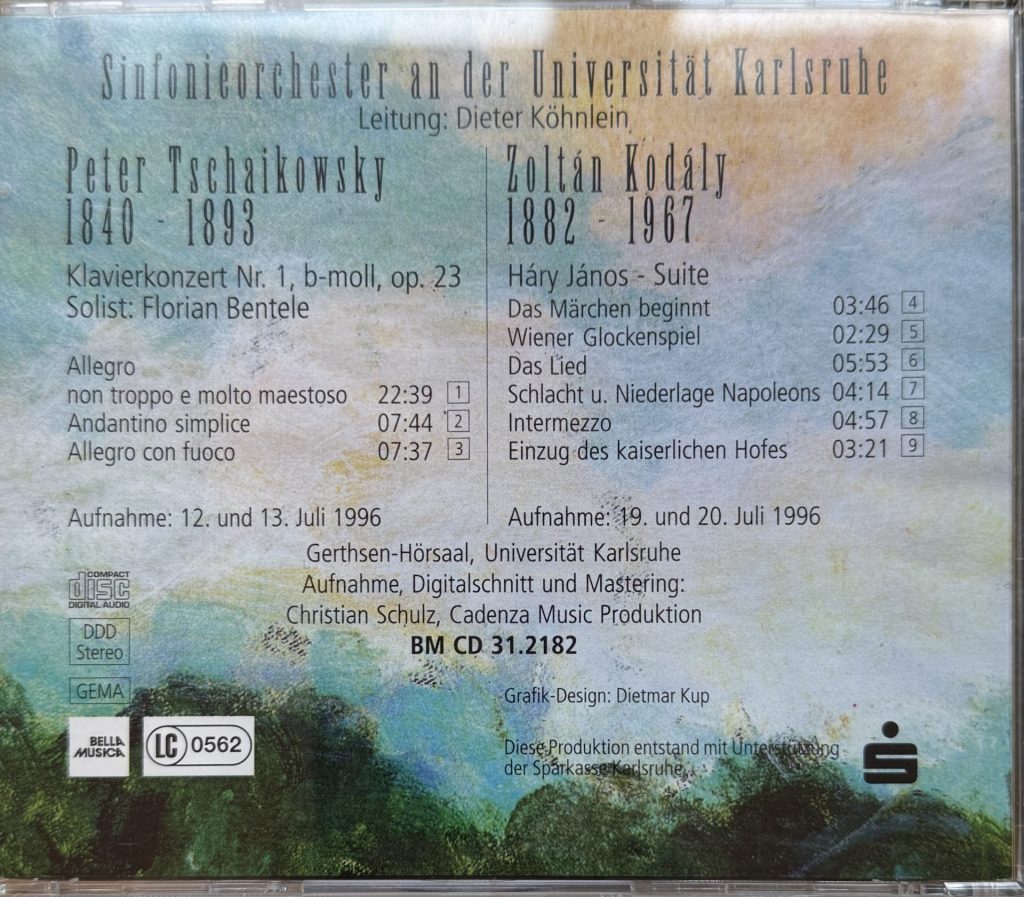 Sinfonieorchester an der Universität Karlsruhe
Leitung: Dieter Köhnlein
Peter Tschaikowsky
1840 - 1893
Klavierkonzert Nr. 1, b-moll, op. 23
Solist: Florian Bentele
Allegro
non troppo e molto maestoso 22:39 1
Andantino simplice 07:44 2
Allegro con fuoco 07:37 3
Aufnahme: 12. und 13. Juli 1996
Zoltán Kodály
1882 - 1967
Háry János - Suite
Das Märchen beginnt 03:46 4
Wiener Glockenspiel 02:29 5
Das Lied 05:53 6
Schlacht u. Niederlage Napoleons 04:14 7
Intermezzo 04:57 8
Einzug des kaiserlichen Hofes 03:21 9
Aufnahme: 19. und 20. Juli 1996
Gerthsen-Hörsaal, Universität Karlsruhe
Aufnahme, Digitalschnitt und Mastering:
Christian Schulz, Cadenza Music Produktion
BM CD 31.2182
COMPACT
disc
DIGITAL AUDIO
DDD
Stereo
GEMA
BELLA
MUSICA
LC 0562
Grafik-Design: Dietmar Kup
Diese Produktion entstand mit Unterstützung
der Sparkasse Karlsruhe.